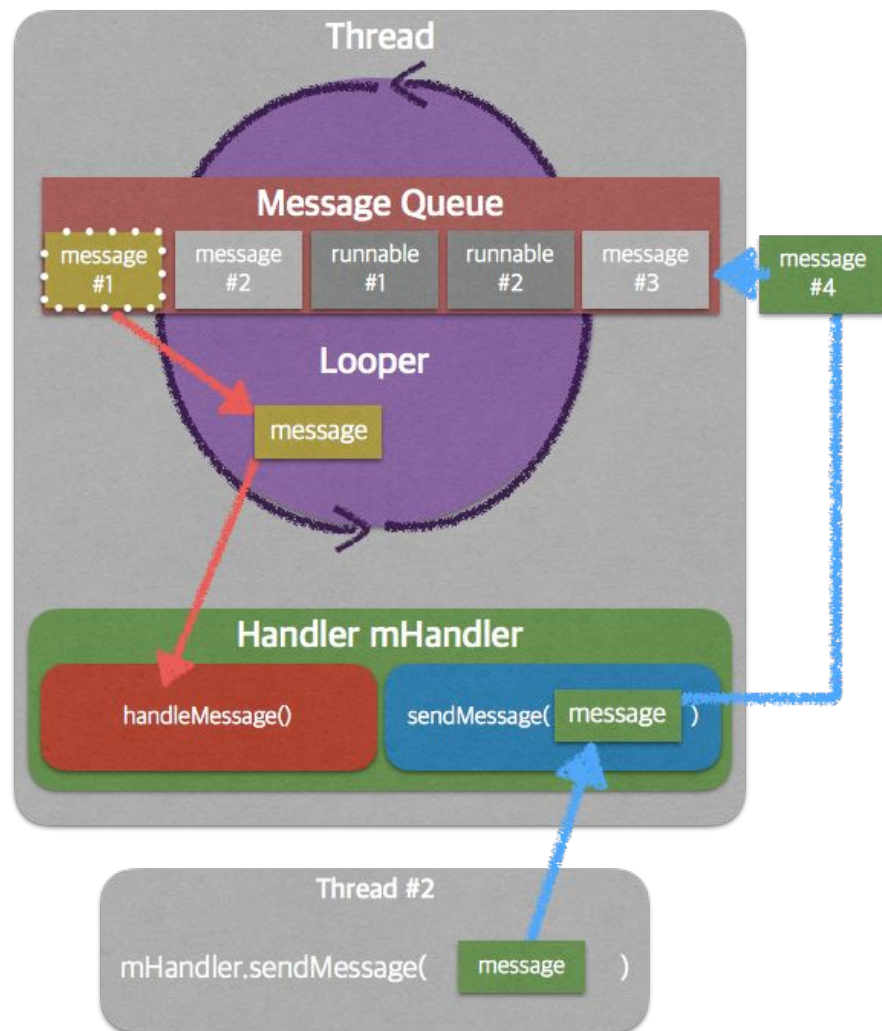 Thread
Message Queue
message
#1
message
#2
runnable
#1
runnable
#2
message
#3
message
#4
Looper
message
Handler mHandler
handleMessage()
sendMessage( message )
Thread #2
mHandler.sendMessage( message )